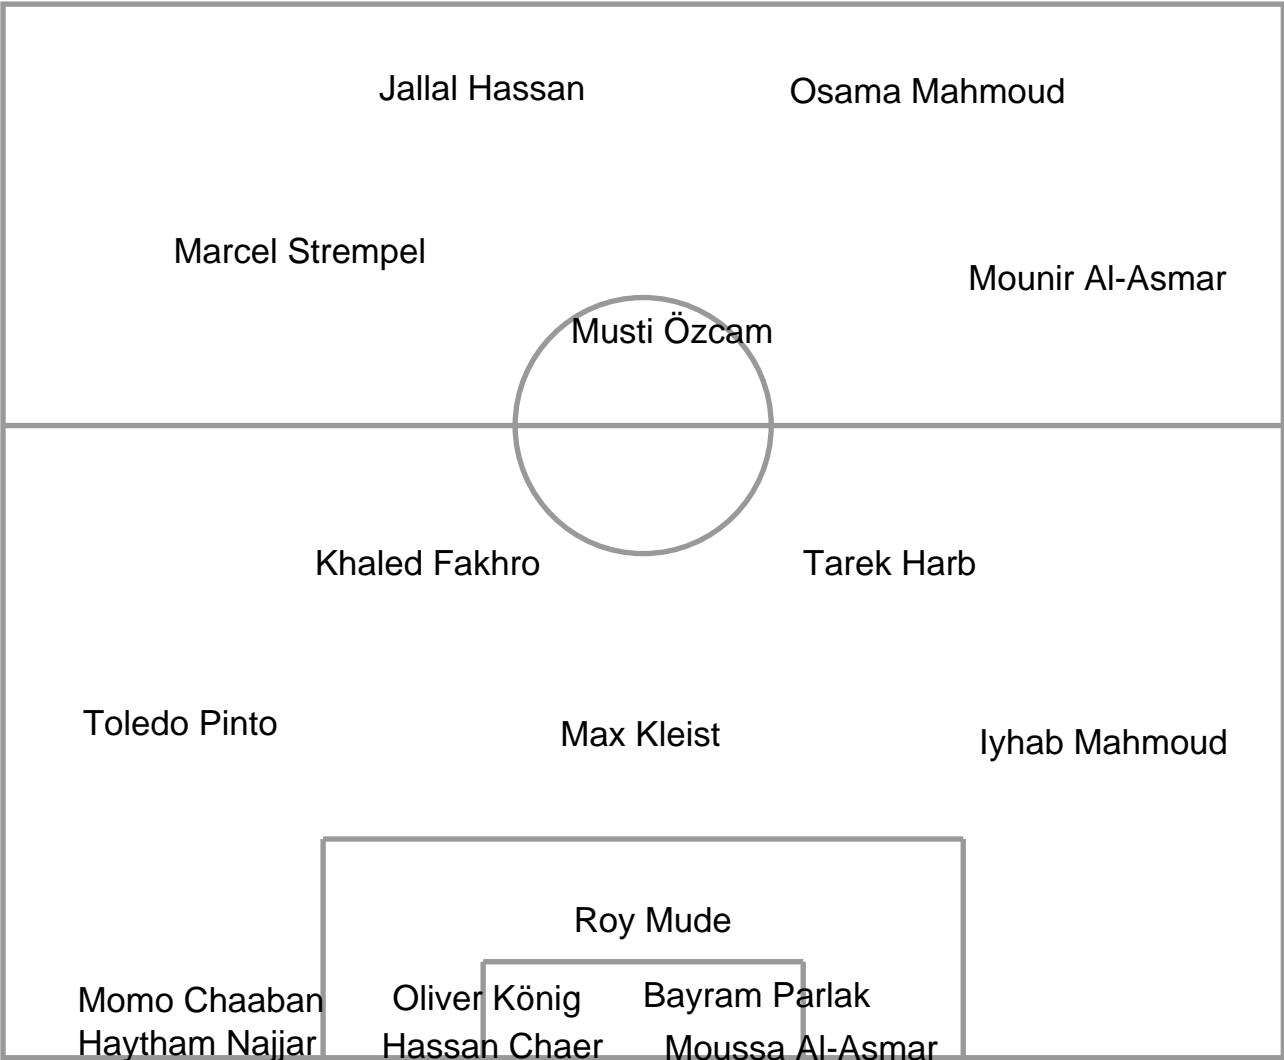 Jallal Hassan
Osama Mahmoud
Marcel Strempel
Mounir Al-Asmar
Musti Özcam
Khaled Fakhro
Tarek Harb
Toledo Pinto
Max Kleist
Iyhab Mahmoud
Roy Mude
Momo Chaaban
Oliver König
Bayram Parlak
Haytham Najjar
Hassan Chaer
Moussa Al-Asmar